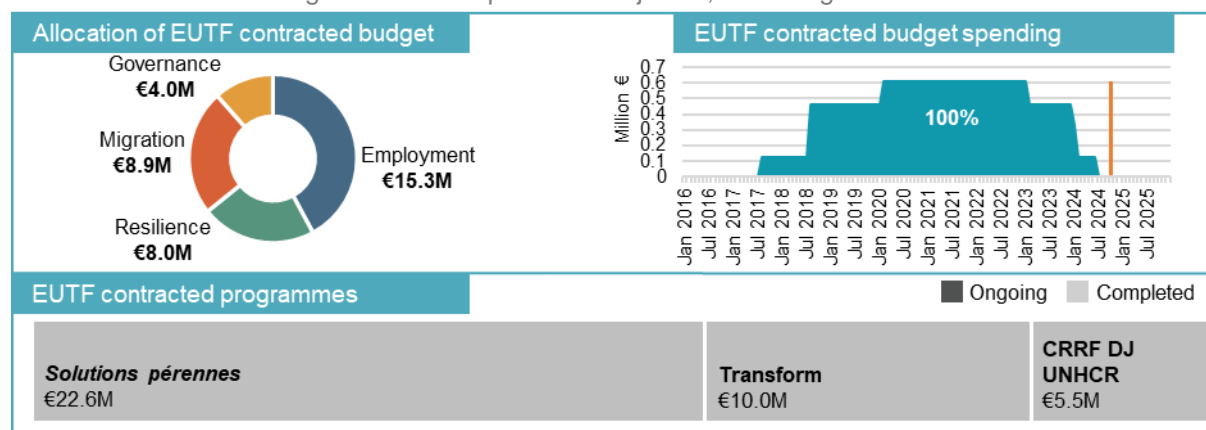 Allocation of EUTF contracted budget
EUTF contracted budget spending
Governance
€4.0M
Migration
€8.9M
Employment
€15.3M
Resilience
€8.0M
Million €
0.7
0.6
0.5
0.4
0.3
0.2
0.1
0
100%
Jan 2016
Jul 2016
Jan 2017
Jul 2017
Jan 2018
Jul 2018
Jan 2019
Jul 2019
Jan 2020
Jul 2020
Jan 2021
Jul 2021
Jan 2022
Jul 2022
Jan 2023
Jul 2023
Jan 2024
Jul 2024
Jan 2025
Jul 2025
EUTF contracted programmes
Ongoing
Completed
Solutions pérennes
€22.6M
Transform
€10.0M
CRRF DJ
UNHCR
€5.5M